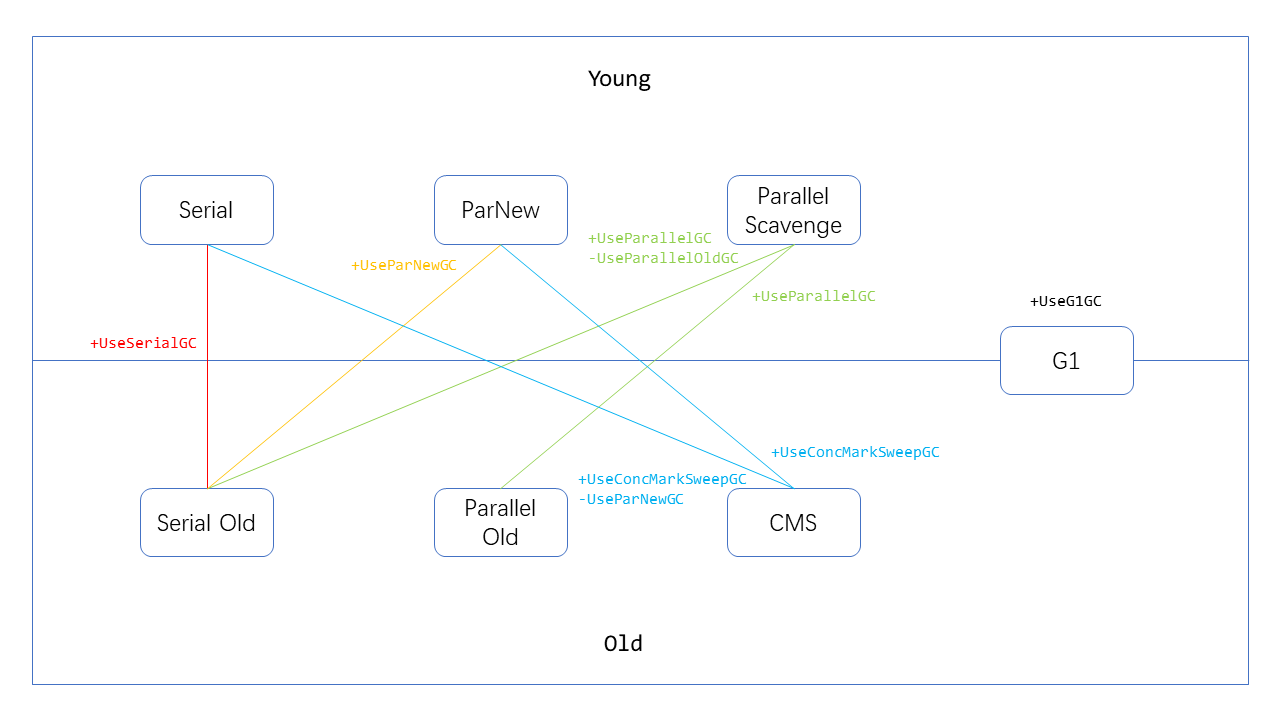 Young
Serial
ParNew
Parallel
Scavenge
+UseParallelGC
-UseParallelOldGC
+UseParNewGC
+UseParallelGC
+UseG1GC
+UseSerialGC
G1
+UseConcMarkSweepGC
+UseConcMarkSweepGC
-UseParNewGC
Serial Old
Parallel
Old
CMS
Old